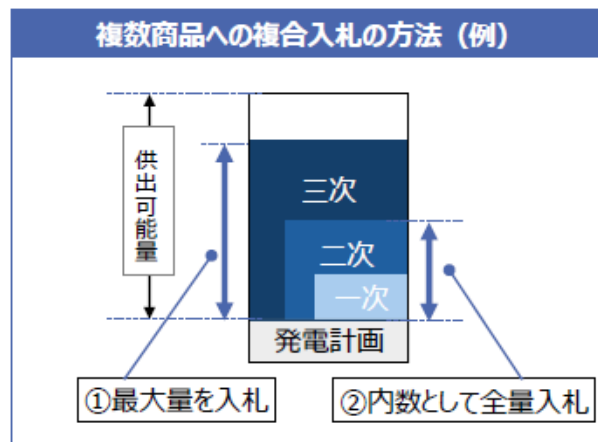 複数商品への複合入札の方法（例）
供出可能量
三次
二次
一次
発電計画
①最大量を入札
②内数として全量入札